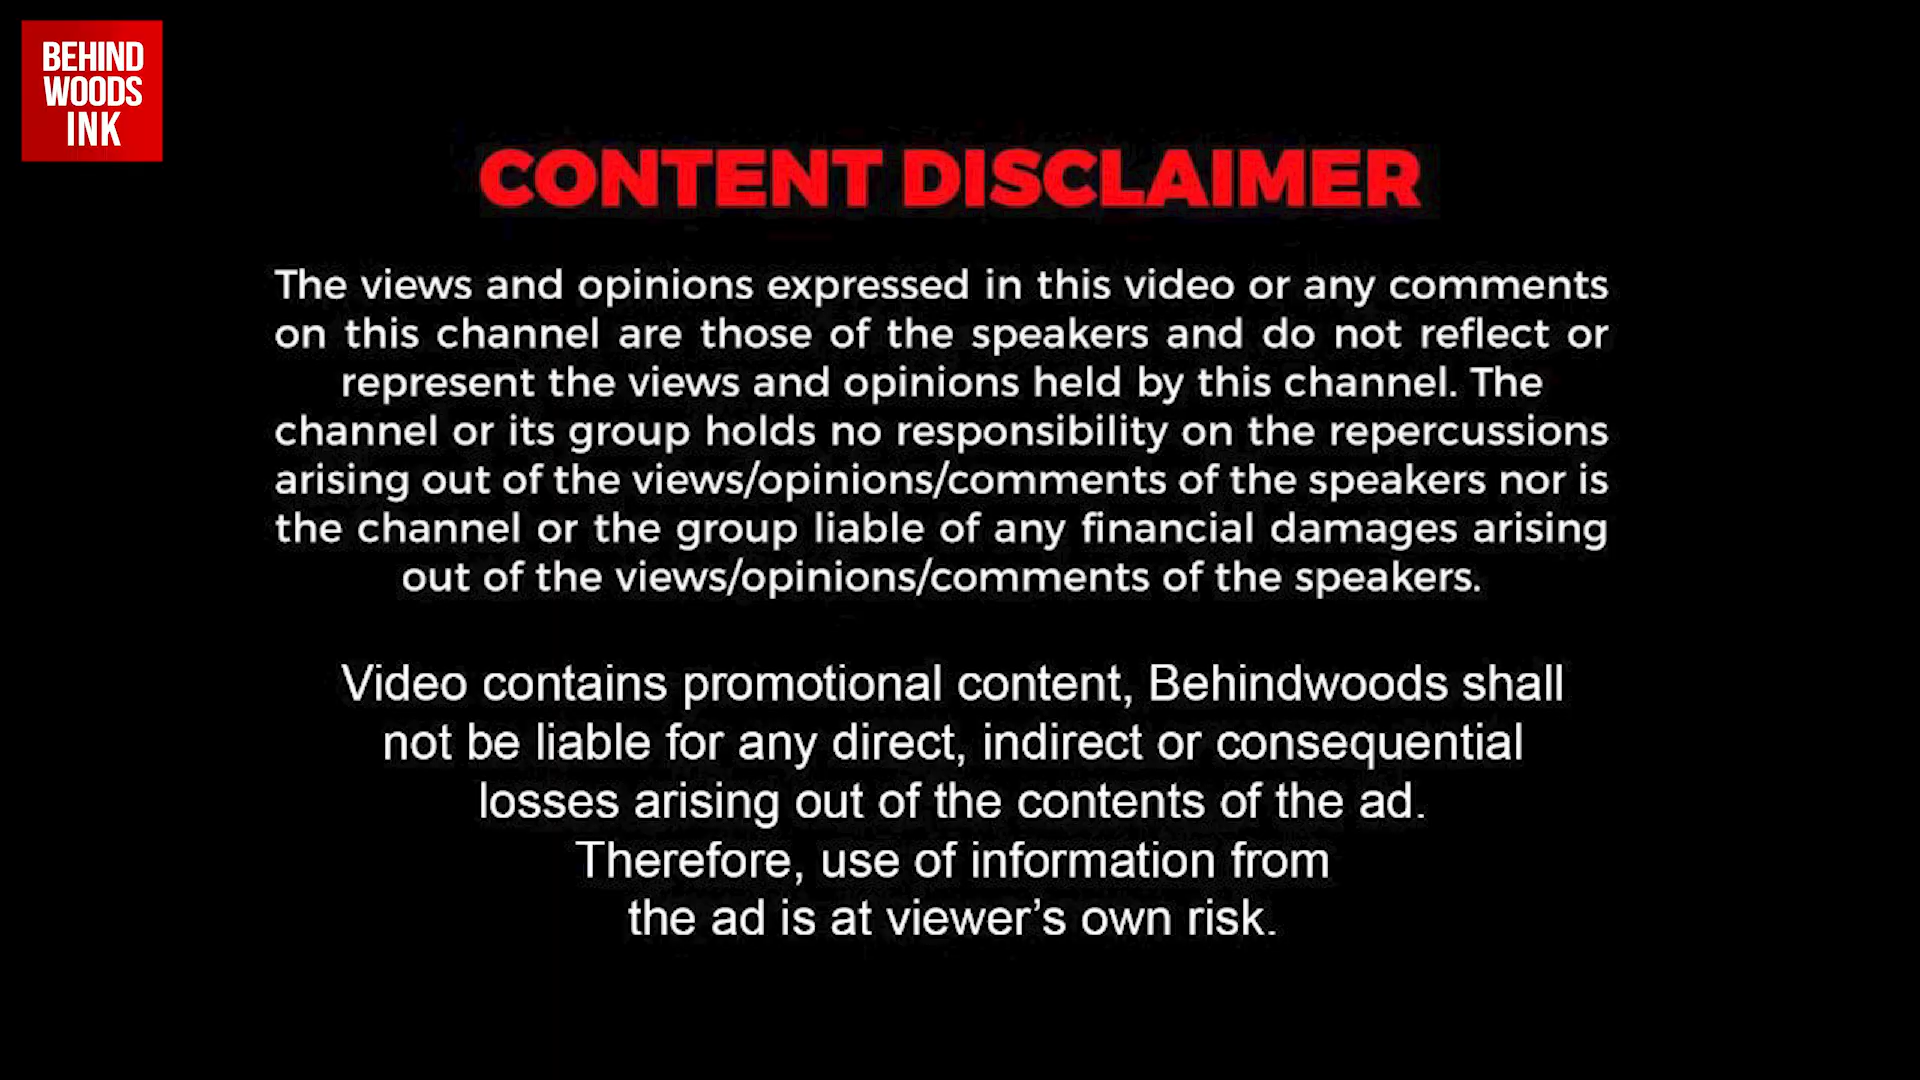 BEHIND
WOODS
INK
CONTENT DISCLAIMER
The views and opinions expressed in this video or any comments
on this channel are those of the speakers and do not reflect or
represent the views and opinions held by this channel. The
channel or its group holds no responsibility on the repercussions
arising out of the views/opinions/comments of the speakers nor is
the channel or the group liable of any financial damages arising
out of the views/opinions/comments of the speakers.
Video contains promotional content, Behindwoods shall
not be liable for any direct, indirect or consequential
losses arising out of the contents of the ad.
Therefore, use of information from
the ad is at viewer’s own risk.